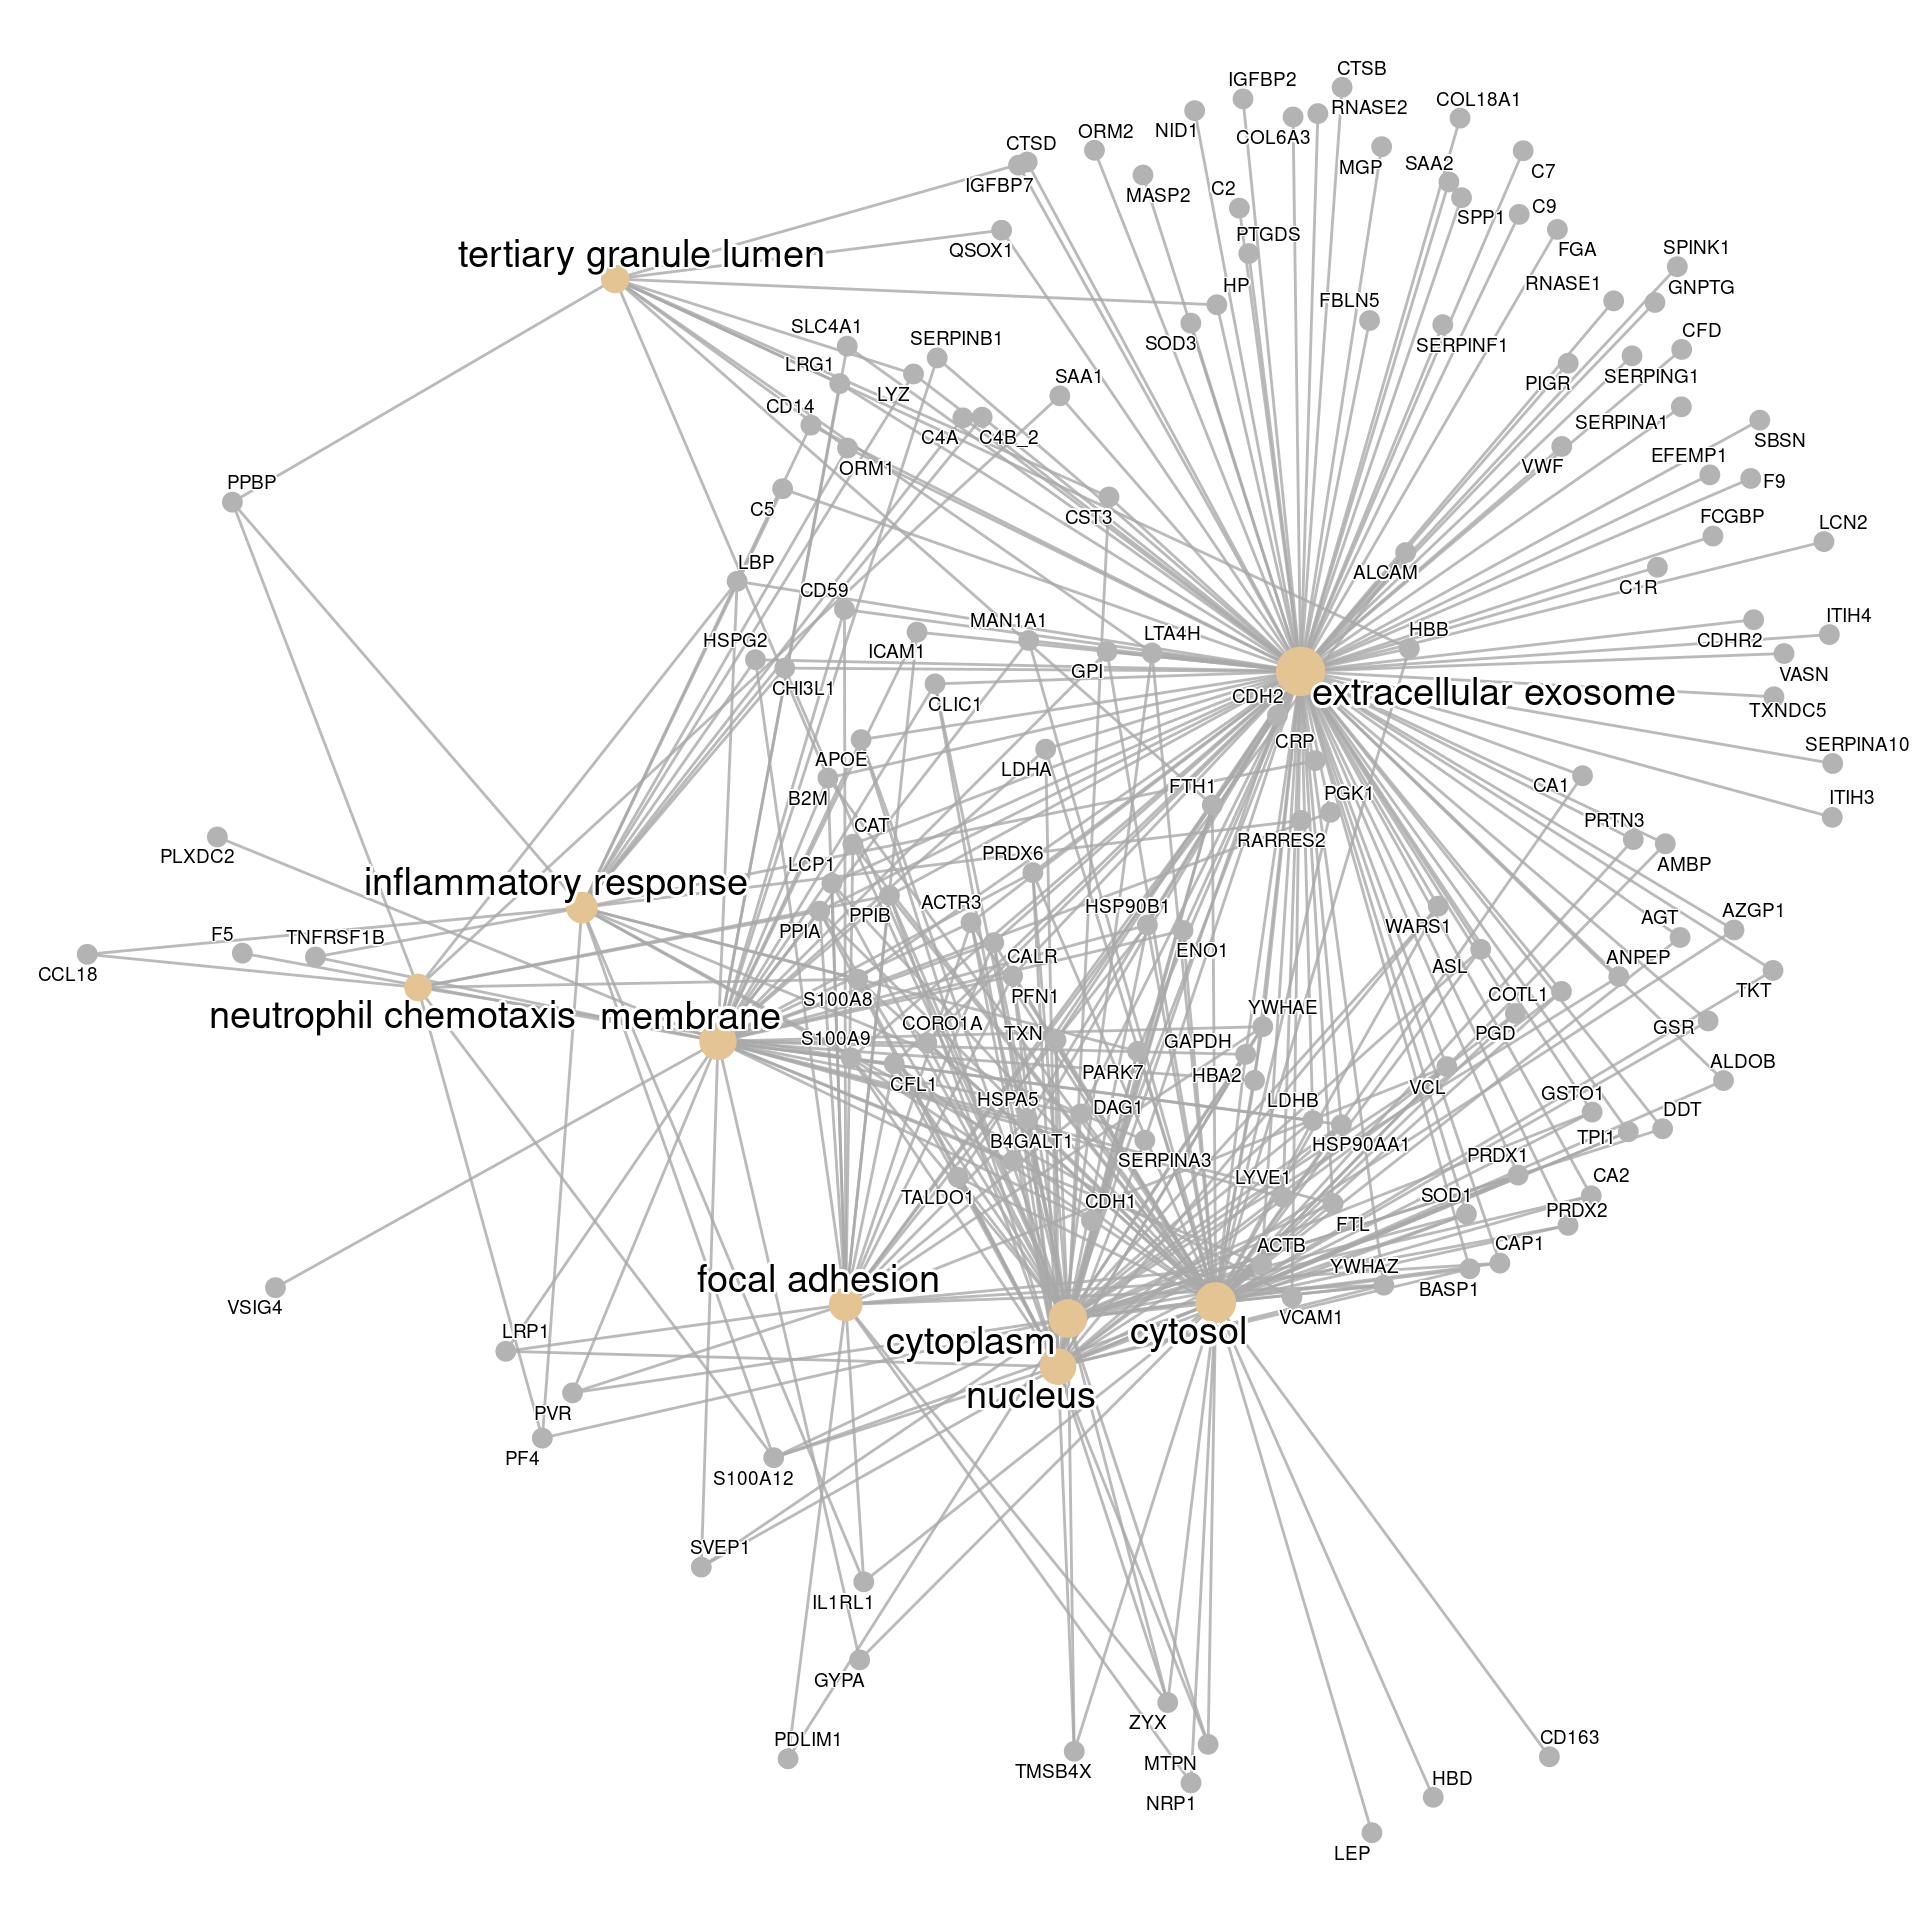 CTSB
IGFBP2
RNASE2
COL18A1
NID1
COL6A3
ORM2
CTSD
MGP
SAA2
C7
IGFBP7
MASP2
C2
SPP1
C9
PTGDS
FGA
SPINK1
QSOX1
tertiary granule lumen
HP
RNASE1
GNPTG
FBLN5
SLC4A1
SERPINB1
SOD3
SERPINF1
CFD
LRG1
SAA1
PIGR
SERPING1
LYZ
CD14
C4A
C4B_2
SERPINA1
SBSN
ORM1
VWF
EFEMP1
PPBP
F9
C5
CST3
FCGBP
LCN2
LBP
ALCAM
CD59
C1R
MAN1A1
LTA4H
HBB
ITIH4
HSPG2
ICAM1
CDHR2
GPI
VASN
CHI3L1
CDH2
extracellular exosome
CLIC1
TXNDC5
CRP
SERPINA10
APOE
LDHA
FTH1
CA1
B2M
PGK1
ITIH3
CAT
PRTN3
PLXDC2
LCP1
PRDX6
RARRES2
AMBP
inflammatory response
ACTR3
HSP90B1
PPIB
WARS1
AGT
AZGP1
F5
TNFRSF1B
PPIA
CALR
ENO1
ANPEP
CCL18
ASL
S100A8
PFN1
COTL1
TKT
neutrophil chemotaxis
membrane
YWHAE
CORO1A
TXN
PGD
GSR
S100A9
GAPDH
PARK7
HBA2
VCL
ALDOB
CFL1
HSPA5
DAG1
LDHB
GSTO1
DDT
B4GALT1
HSP90AA1
TPI1
SERPINA3
PRDX1
LYVE1
CA2
TALDO1
CDH1
SOD1
PRDX2
FTL
ACTB
CAP1
focal adhesion
YWHAZ
BASP1
VSIG4
VCAM1
LRP1
cytoplasm
cytosol
nucleus
PVR
PF4
S100A12
SVEP1
IL1RL1
GYPA
ZYX
PDLIM1
CD163
MTPN
TMSB4X
HBD
NRP1
LEP